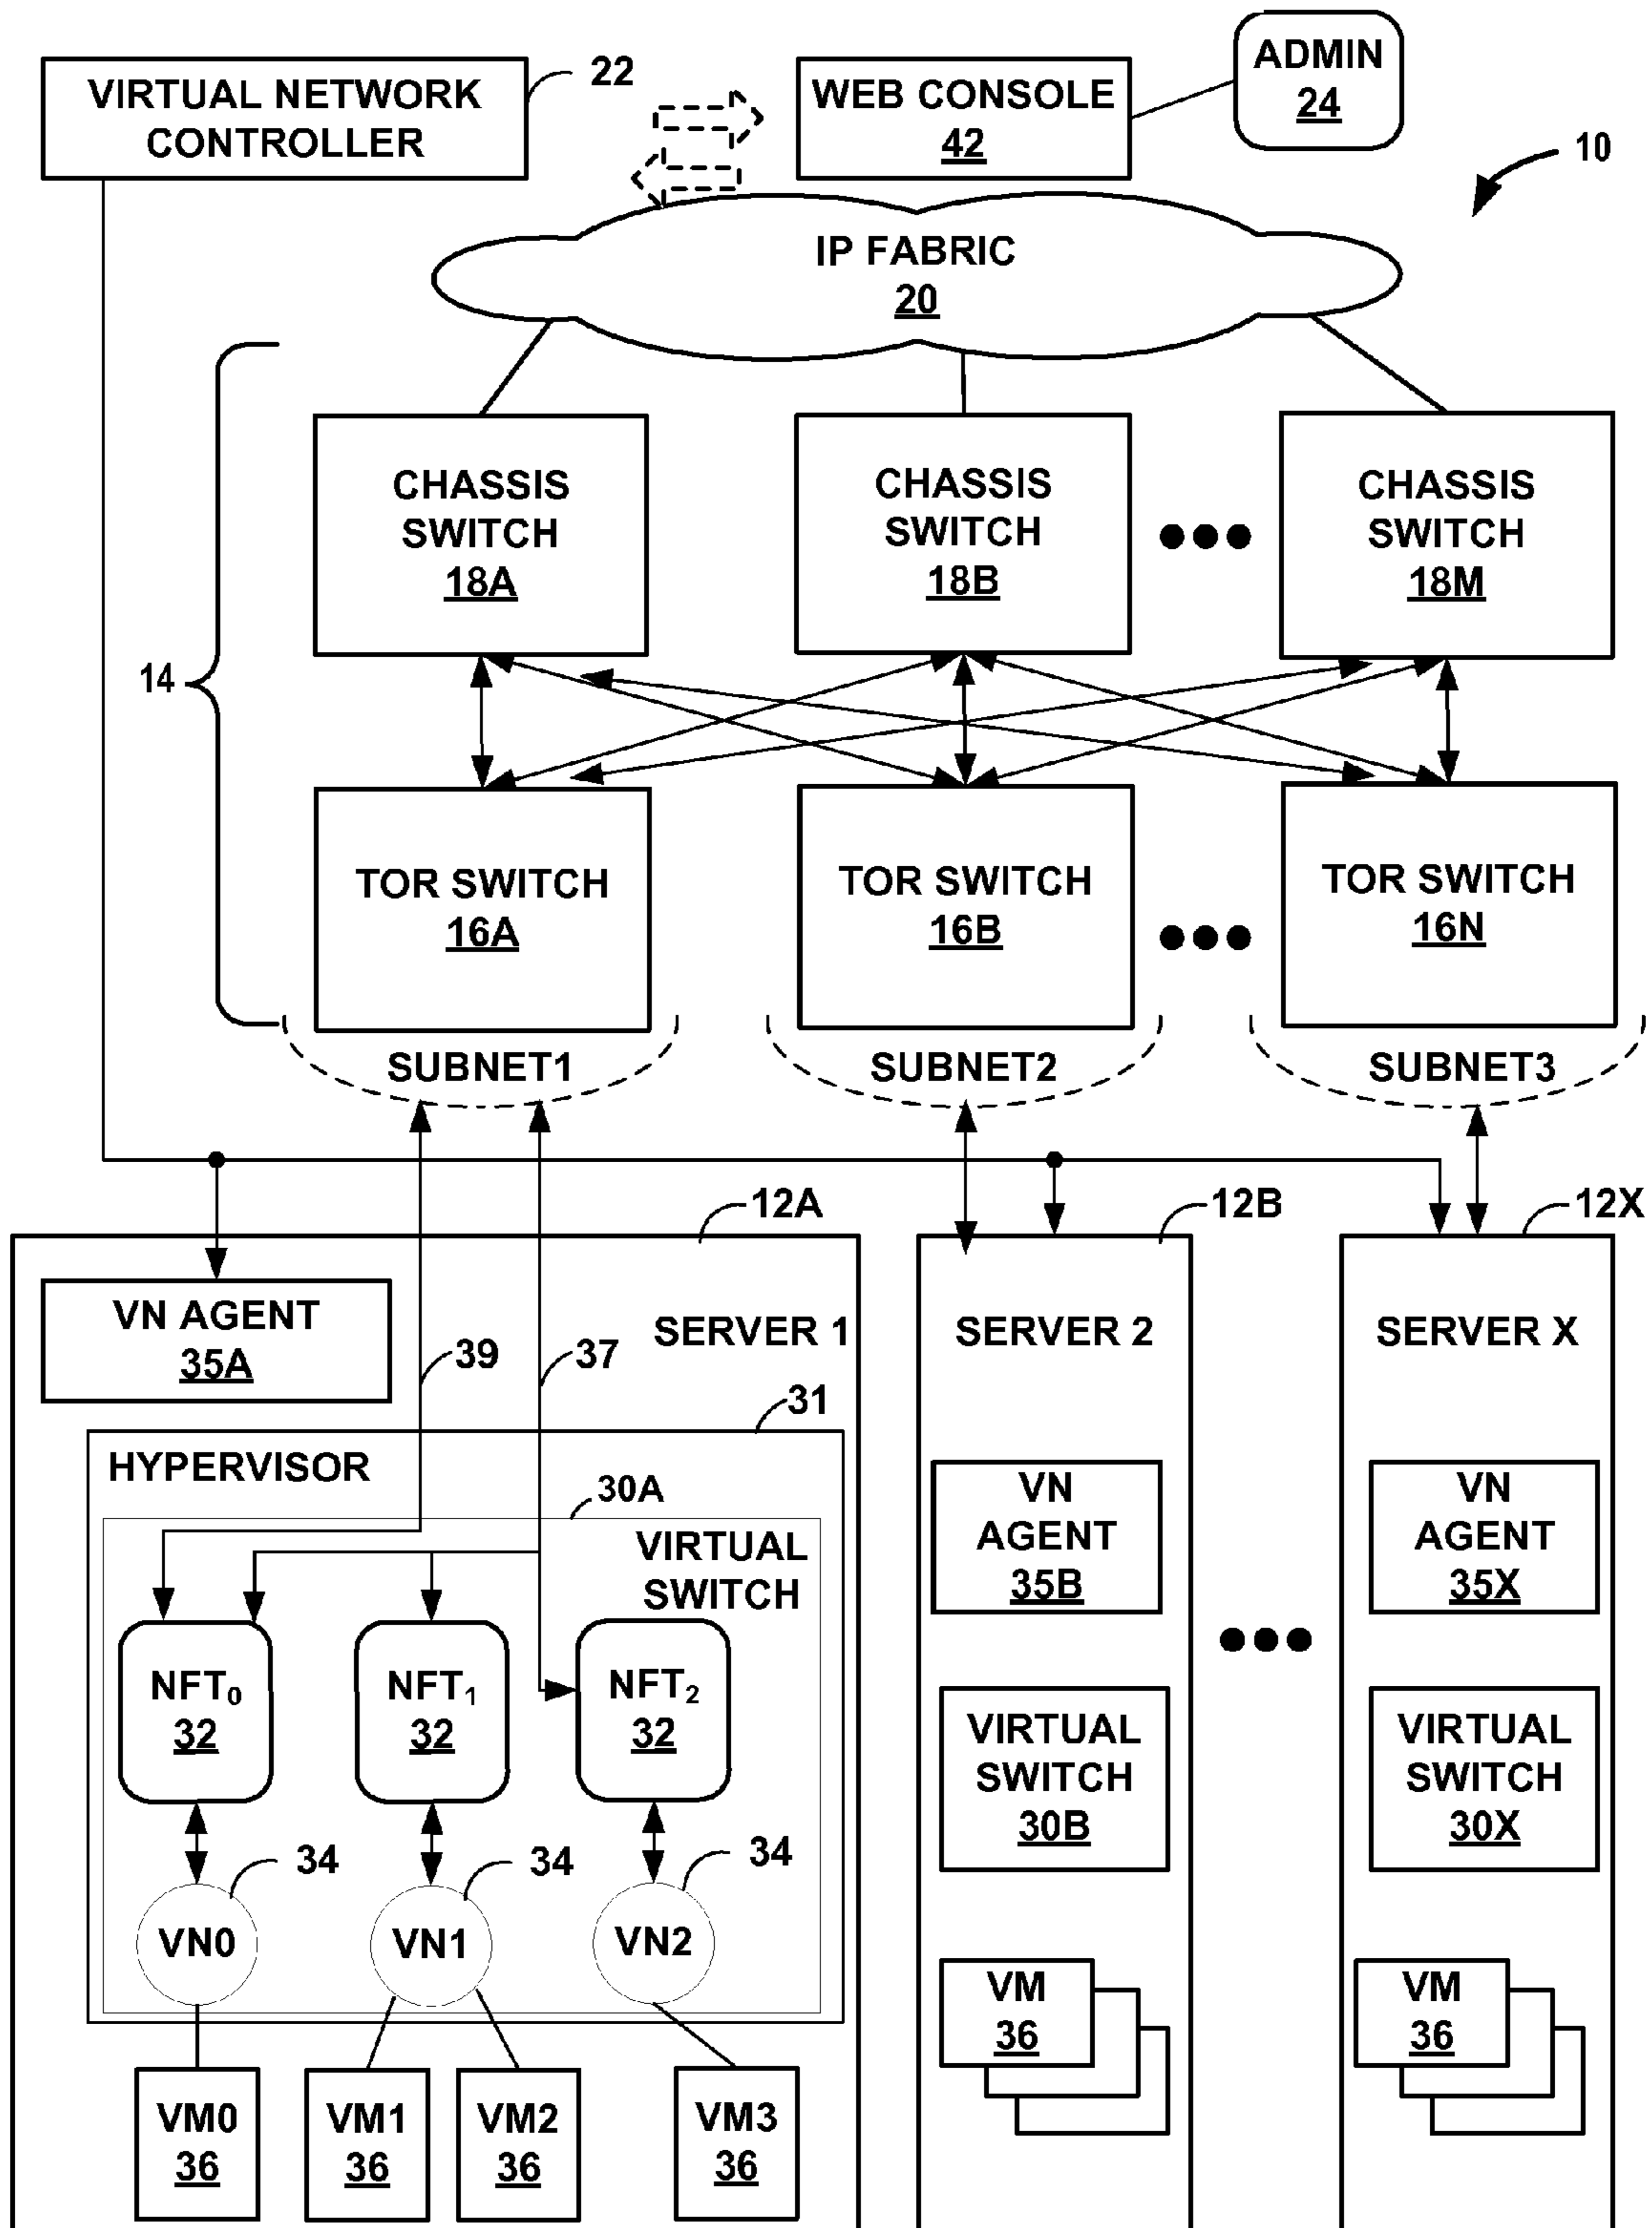 VIRTUAL NETWORK
CONTROLLER
22
WEB CONSOLE
42
ADMIN
24
10
IP FABRIC
20
CHASSIS
SWITCH
18A
CHASSIS
SWITCH
18B
CHASSIS
SWITCH
18M
14
TOR SWITCH
16A
TOR SWITCH
16B
TOR SWITCH
16N
SUBNET1
SUBNET2
SUBNET3
12A
12B
12X
VN AGENT
35A
SERVER 1
39
37
31
HYPERVISOR
30A
VIRTUAL
SWITCH
NFT₀
32
NFT₁
32
NFT₂
32
34
34
34
VN0
VN1
VN2
VM0
36
VM1
36
VM2
36
VM3
36
SERVER 2
VN
AGENT
35B
VIRTUAL
SWITCH
30B
VM
36
SERVER X
VN
AGENT
35X
VIRTUAL
SWITCH
30X
VM
36